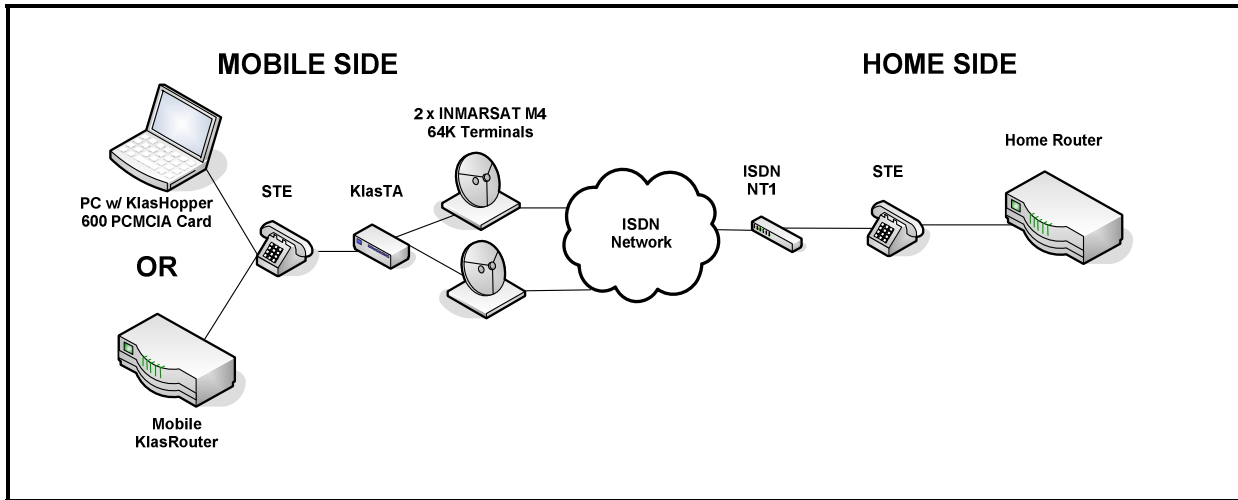 MOBILE SIDE
HOME SIDE
2 x INMARSAT M4
64K Terminals
Home Router
ISDN
NT1
STE
STE
KlasTA
PC w/ KlasHopper
600 PCMCIA Card
ISDN
Network
OR
Mobile
KlasRouter